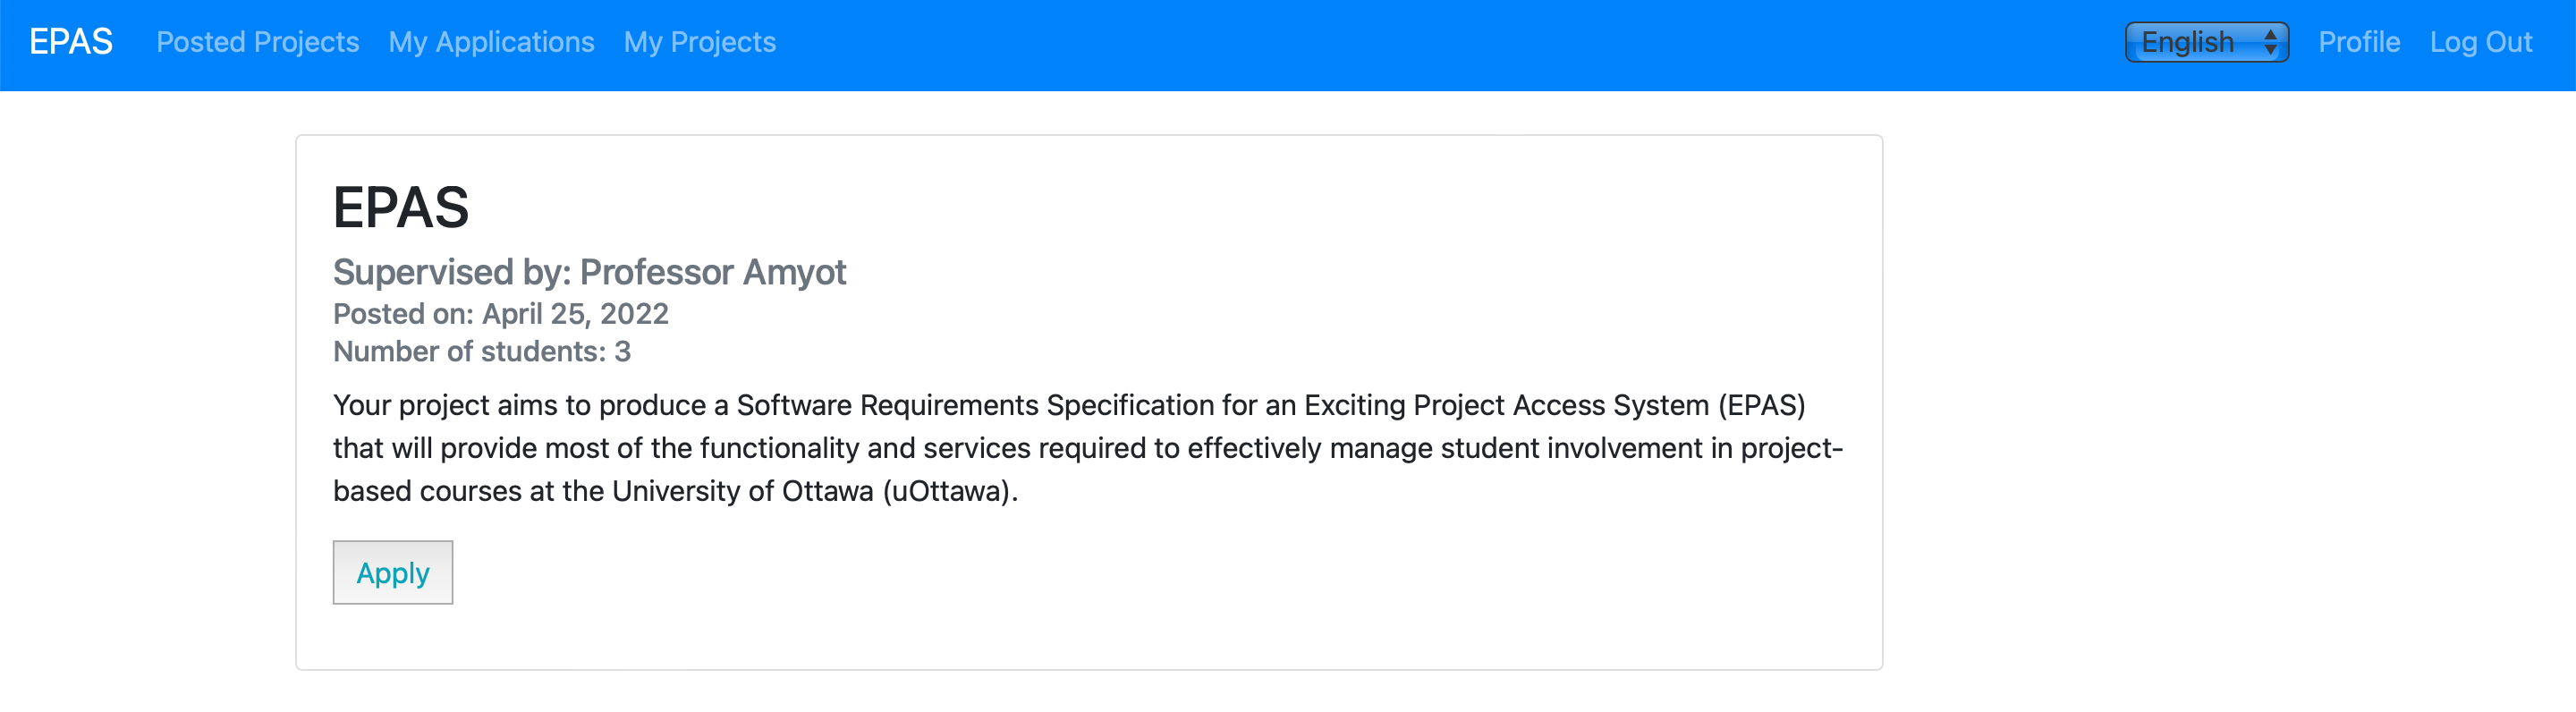 EPAS Posted Projects My Applications My Projects English Profile Log Out
EPAS
Supervised by: Professor Amyot
Posted on: April 25, 2022
Number of students: 3
Your project aims to produce a Software Requirements Specification for an Exciting Project Access System (EPAS)
that will provide most of the functionality and services required to effectively manage student involvement in project-
based courses at the University of Ottawa (uOttawa).
Apply